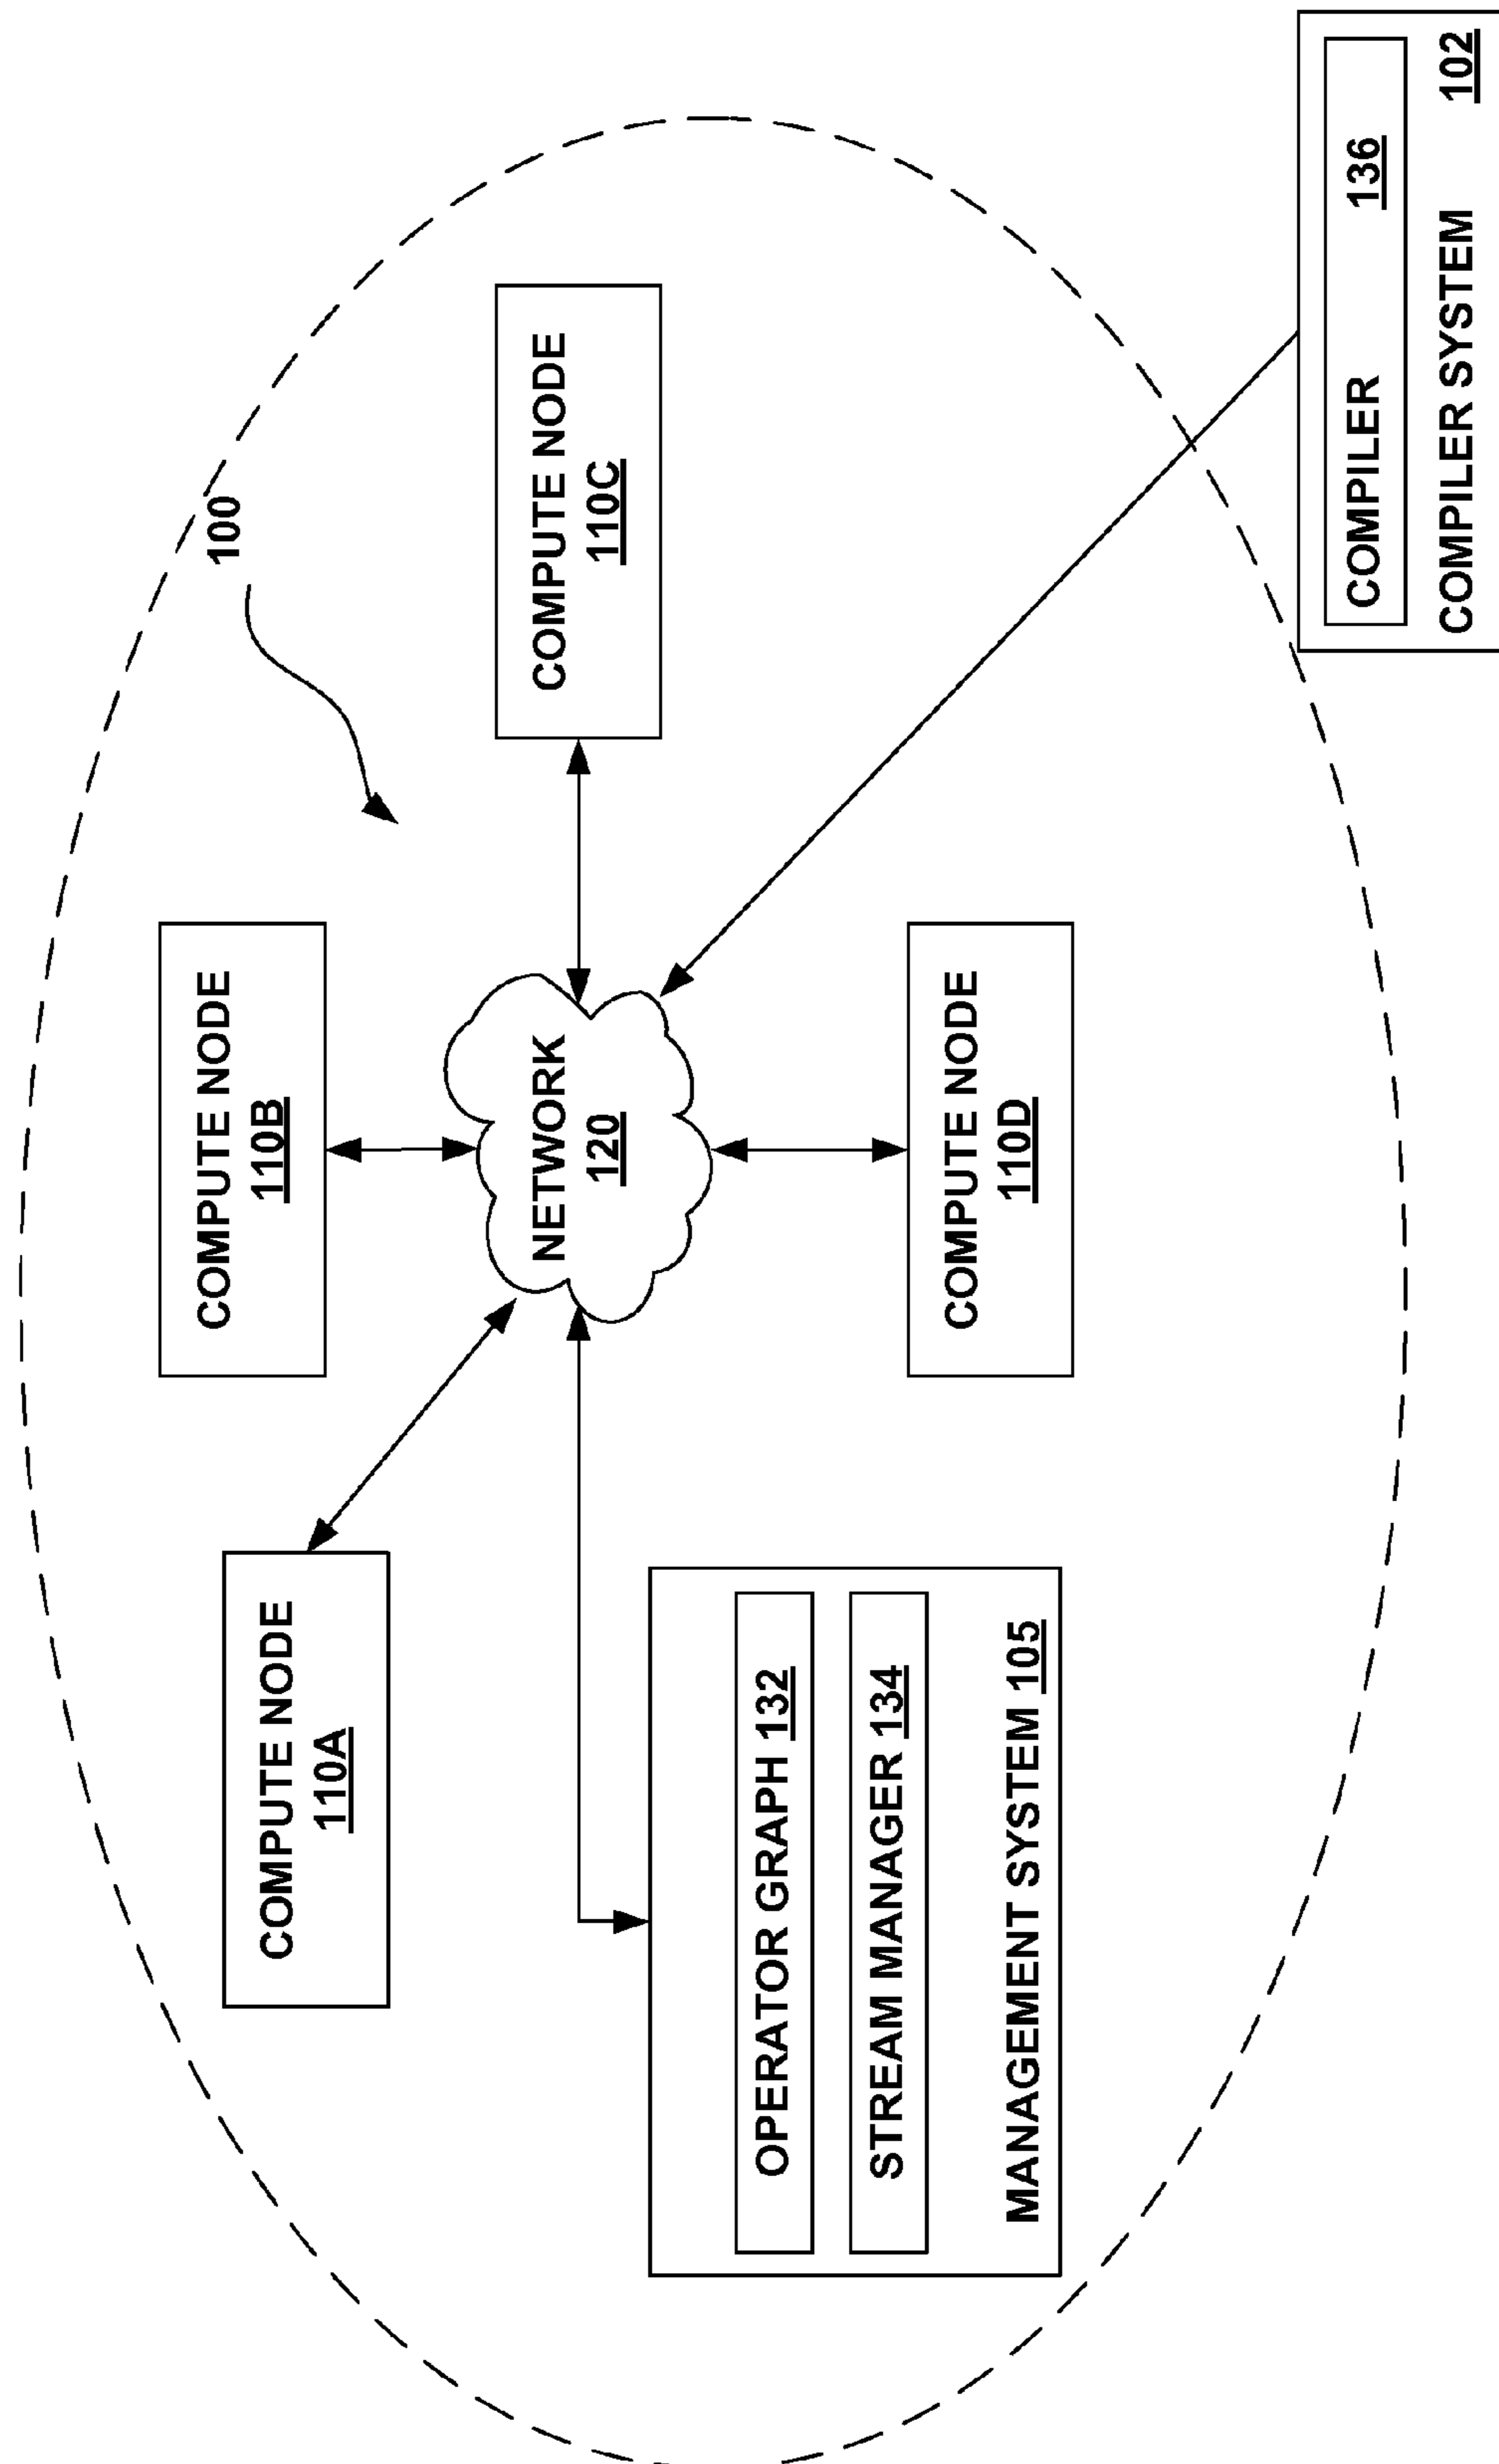 100
COMPUTE NODE
110A
COMPUTE NODE
110B
COMPUTE NODE
110C
NETWORK
120
OPERATOR GRAPH 132
STREAM MANAGER 134
MANAGEMENT SYSTEM 105
COMPUTE NODE
110D
COMPILER 136
COMPILER SYSTEM 102